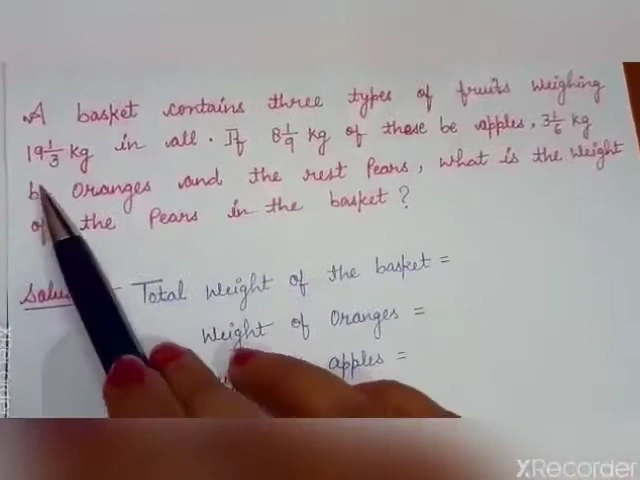 A basket contains three types of fruits weighing
19 1/3 kg in all. If 8 1/9 kg of these be apples, 3 1/6 kg
be Oranges and the rest Pears, what is the weight
of the Pears in the basket?
Total weight of the basket =
Weight of Oranges =
apples =
XRecorder